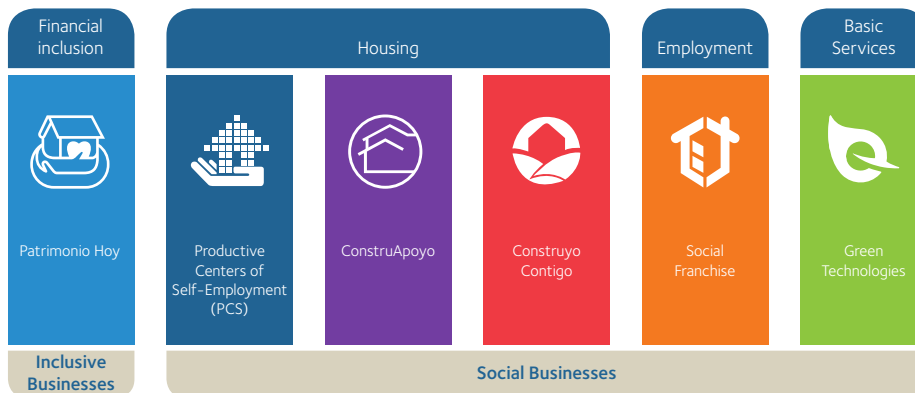 Financial
inclusion
Housing
Employment
Basic
Services
Patrimonio Hoy
Productive
Centers of
Self-Employment
(PCS)
ConstruApoyo
Construyo
Contigo
Social
Franchise
Green
Technologies
Inclusive
Businesses
Social Businesses